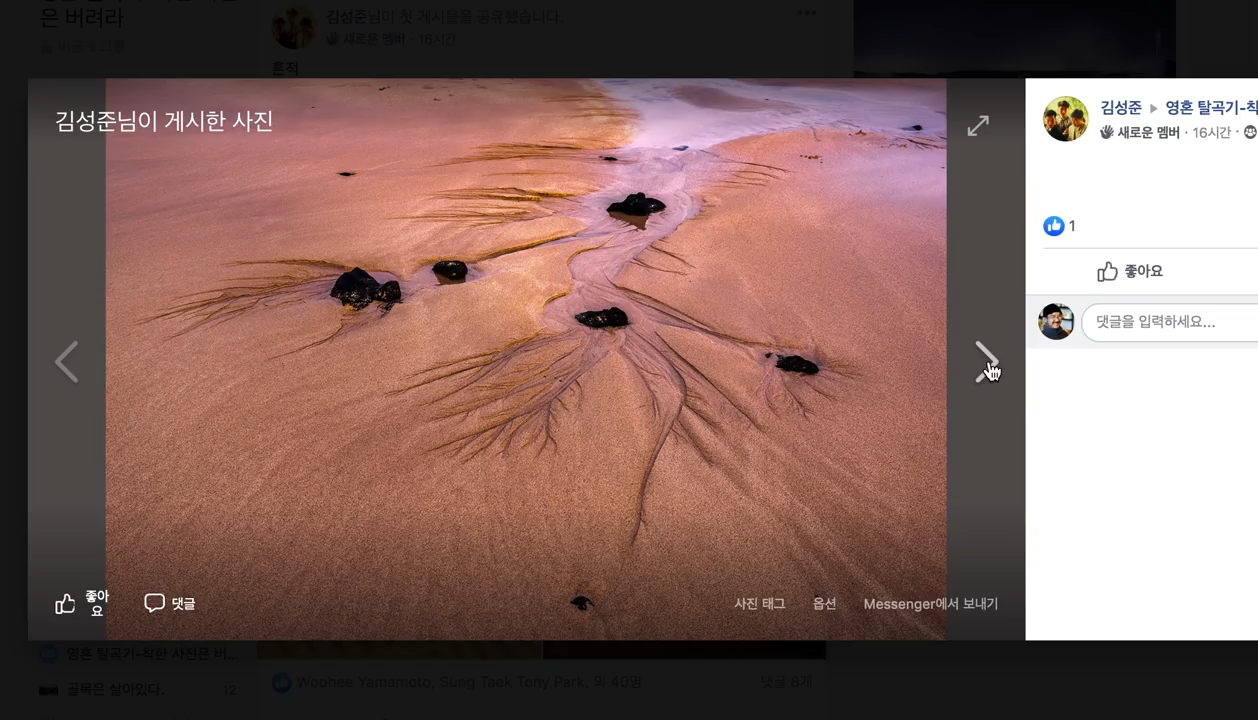 은 버려라
비공개 그룹
김성준님이 첫 게시물을 공유했습니다.
새로운 멤버 · 16시간
흔적
김성준님이 게시한 사진
김성준 ▶ 영혼 탈곡기-착
새로운 멤버 · 16시간 ·
1
좋아요
댓글을 입력하세요...
좋아
요
댓글
사진 태그
옵션
Messenger에서 보내기
영혼 탈곡기-착한 사진은 버...
골목은 살아있다.
12
Woohee Yamamoto, Sung Taek Tony Park, 외 40명
댓글 8개